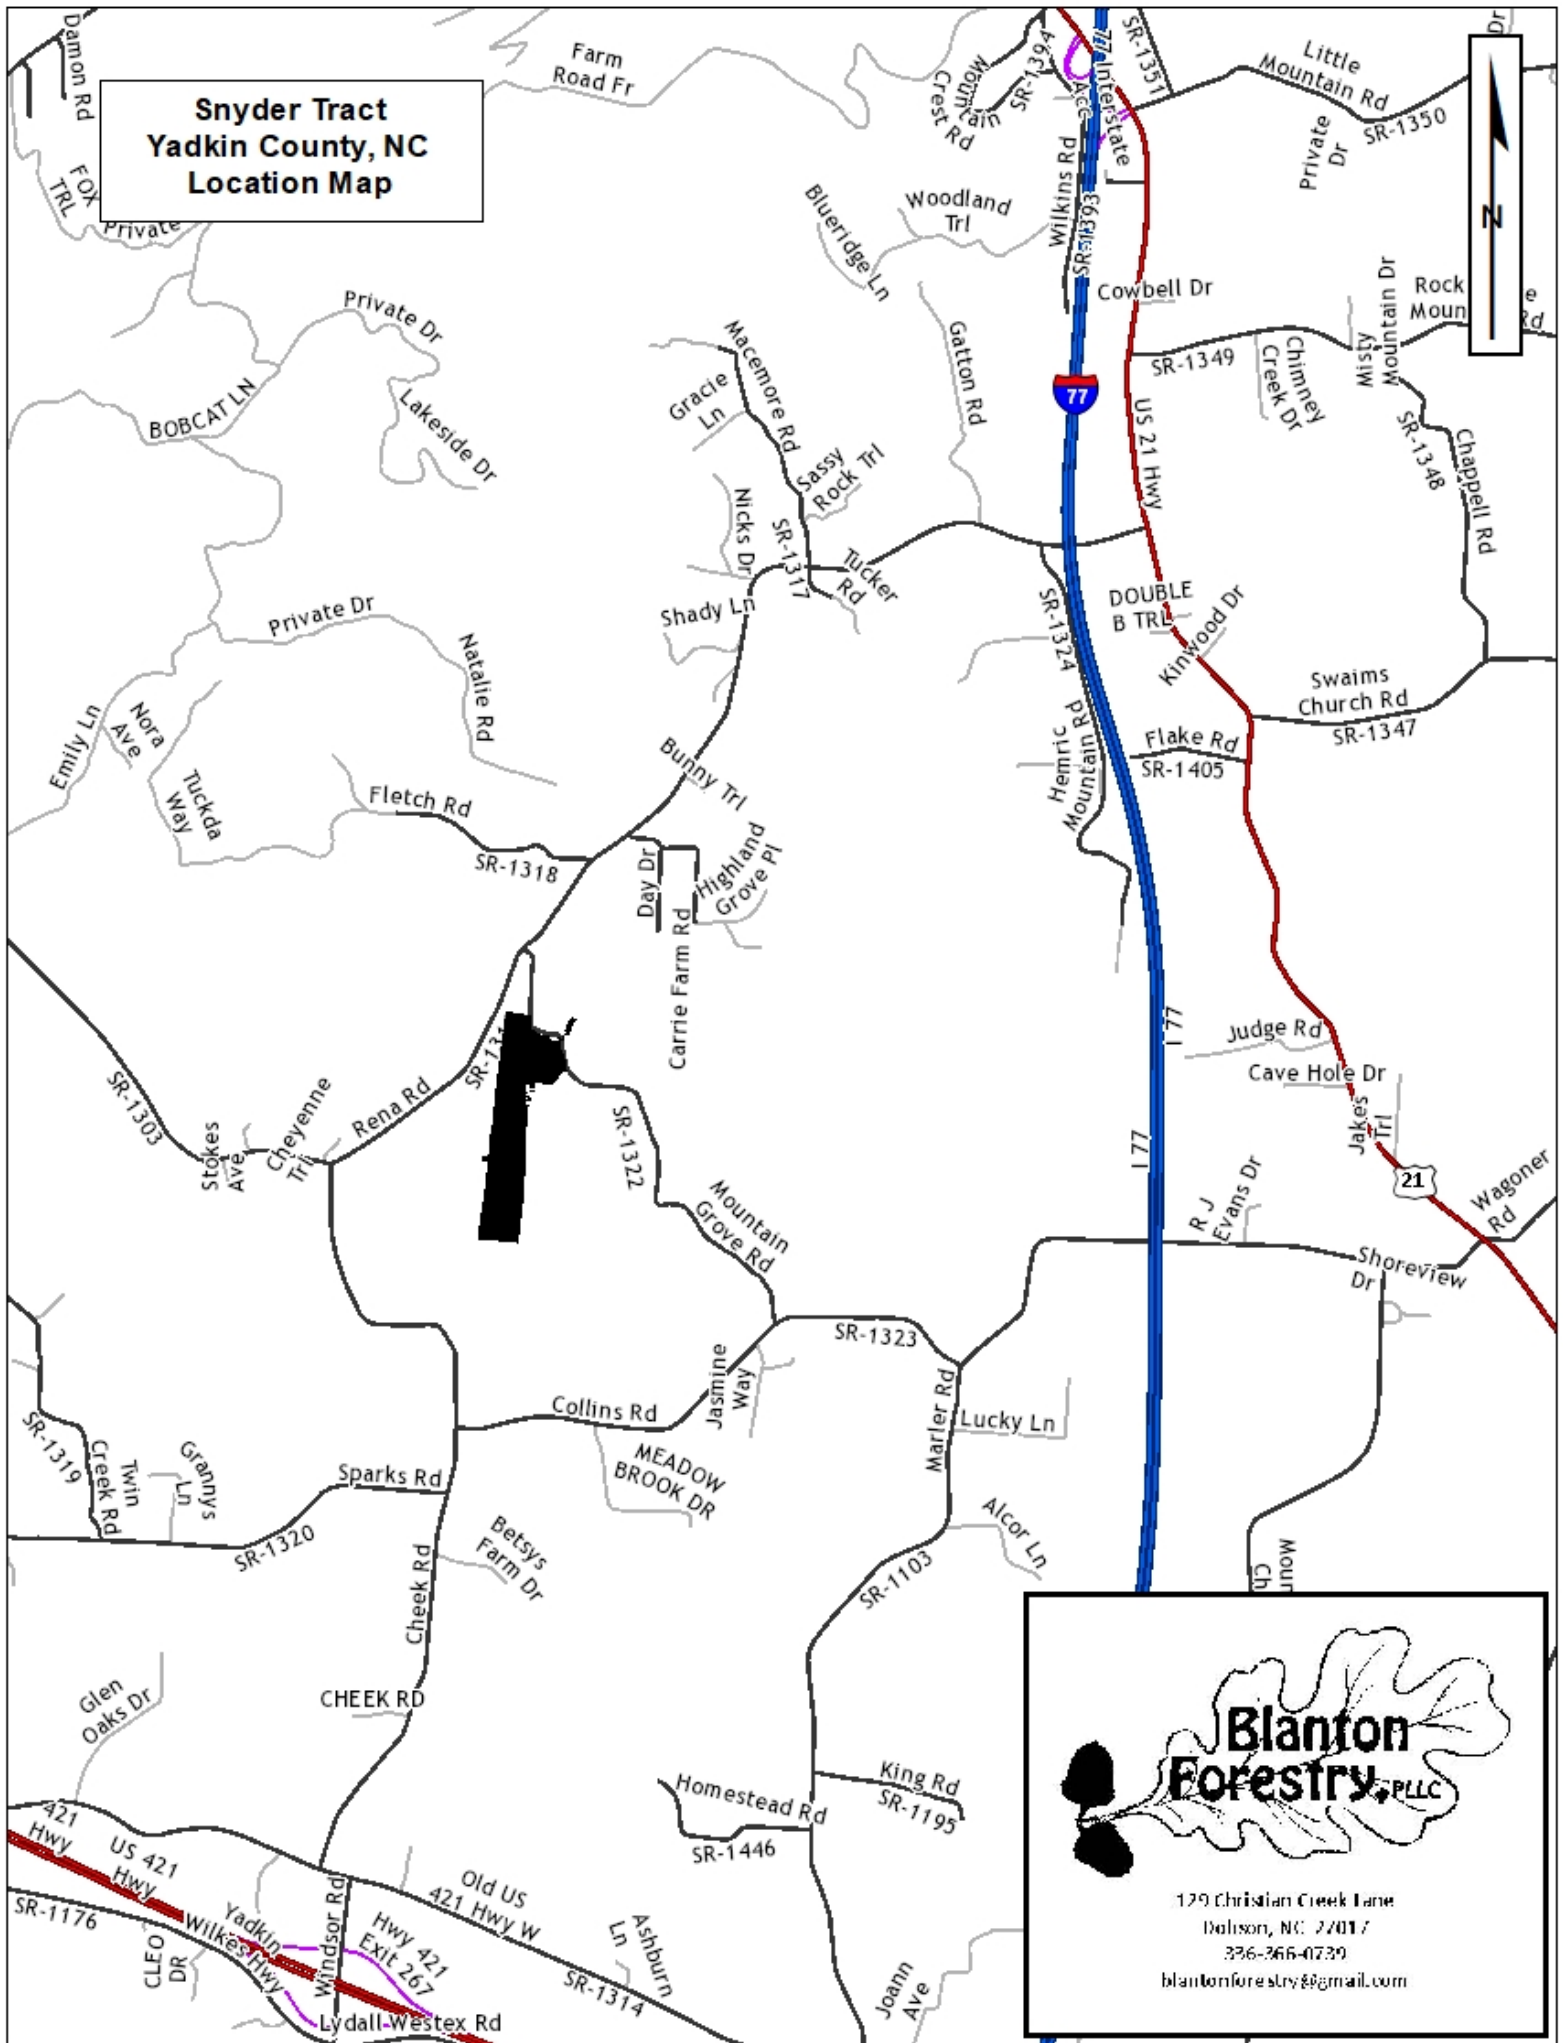 Snyder Tract
Yadkin County, NC
Location Map
Damon Rd
FOX
TRL
Private
Farm
Road Fr
Mountain
Crest Rd
SR-1394
77 Interstate
Acc
SR-1351
Little
Mountain Rd
SR-1350
Private
Dr
Dr
N
Wilkins Rd
SR-1393
Woodland
Trl
Blueridge Ln
Cowbell Dr
Misty
Mountain Dr
Rock
Moun
e
Rd
SR-1349
Chimney
Creek Dr
SR-1348
Chappell Rd
Private Dr
BOBCAT LN
Lakeside Dr
Macemore Rd
Gracie
Ln
Sassy
Rock Trl
Gatton Rd
77
US 21 Hwy
Nicks Dr
SR-1317
Tucker
Rd
Shady Ln
SR-1324
DOUBLE
B TRL
Kinwood Dr
Private Dr
Natalie Rd
Emily Ln
Nora
Ave
Tuckda
Way
Swaims
Church Rd
SR-1347
Flake Rd
SR-1405
Hemric
Mountain Rd
Bunny Trl
Fletch Rd
SR-1318
Day Dr
Highland
Grove Pl
Carrie Farm Rd
SR-131
I 77
Judge Rd
Cave Hole Dr
Jakes
Trl
SR-1303
Stokes
Ave
Cheyenne
Trl
Rena Rd
SR-1322
I 77
21
Wagoner
Rd
R J
Evans Dr
Mountain
Grove Rd
Shoreview
Dr
SR-1323
Jasmine
Way
Marler Rd
Lucky Ln
Collins Rd
MEADOW
BROOK DR
SR-1319
Twin
Creek Rd
Grannys
Ln
Sparks Rd
SR-1320
Betsys
Farm Dr
Cheek Rd
Alcor Ln
SR-1103
Moun
Ch
Glen
Oaks Dr
CHEEK RD
King Rd
SR-1195
Homestead Rd
SR-1446
421
Hwy
US 421
Hwy
SR-1176
CLEO
DR
Yadkin
Wilkes Hwy
Windsor Rd
Hwy 421
Exit 267
Old US
421 Hwy W
Ashburn
Ln
SR-1314
Lydall Westex Rd
Joann
Ave
Blanton
Forestry, PLLC
129 Christian Creek Lane
Dobson, NC 27017
336-366-0739
blantonforestry@gmail.com